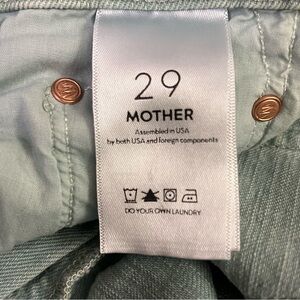 29
MOTHER
Assembled in USA
by both USA and foreign components
DO YOUR OWN LAUNDRY